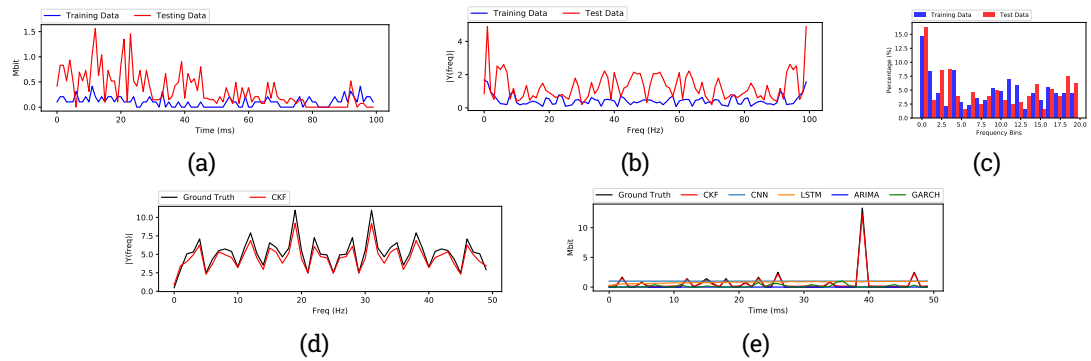 Training Data Testing Data
Mbit
1.5
1.0
0.5
0.0
0 20 40 60 80 100
Time (ms)
(a)
Training Data Test Data
|Y(freq)|
4
2
0
0 20 40 60 80 100
Freq (Hz)
(b)
Training Data Test Data
Percentage (%)
15.0%
12.5%
10.0%
7.5%
5.0%
2.5%
0.0%
0.0 2.5 5.0 7.5 10.0 12.5 15.0 17.5 20.0
Frequency Bins
(c)
Ground Truth CKF
|Y(freq)|
10.0
7.5
5.0
2.5
0.0
0 10 20 30 40 50
Freq (Hz)
(d)
Ground Truth CKF CNN LSTM ARIMA GARCH
Mbit
10
5
0
0 10 20 30 40 50
Time (ms)
(e)